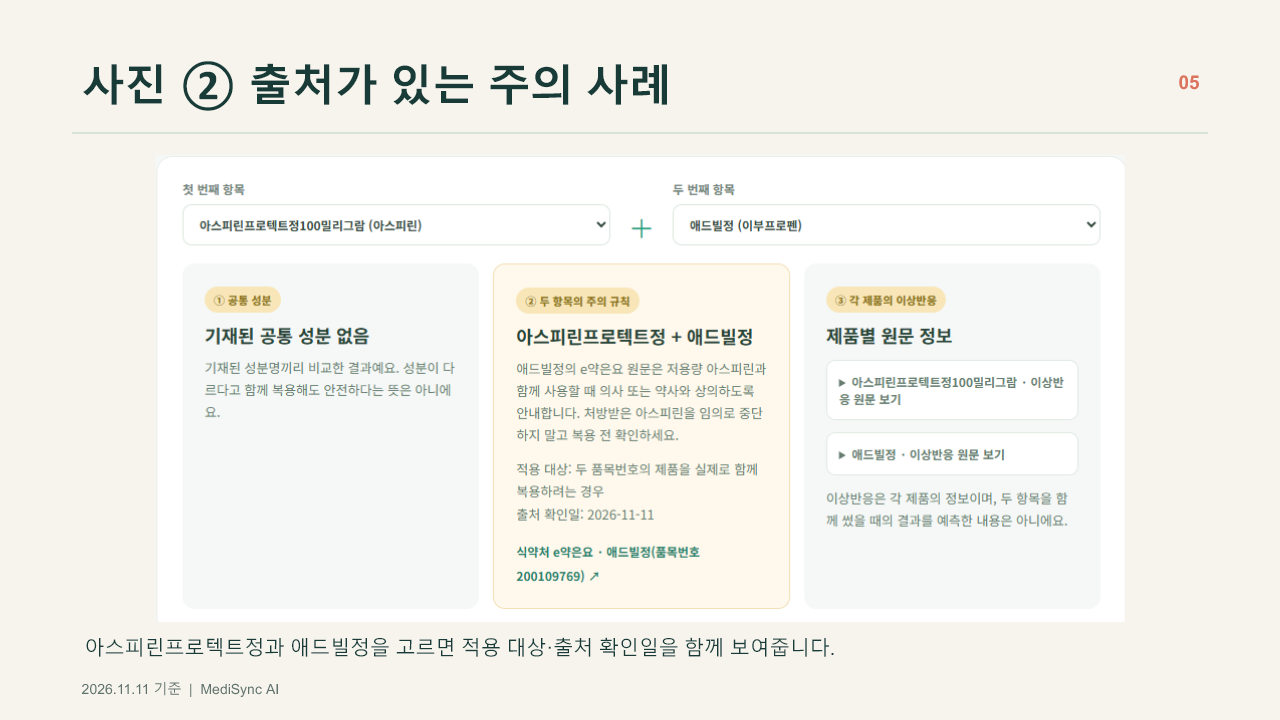 사진 ② 출처가 있는 주의 사례
05
첫 번째 항목
아스피린프로텍트정100밀리그람 (아스피린)
+
두 번째 항목
애드빌정 (이부프로펜)
① 공통 성분
기재된 공통 성분 없음
기재된 성분명끼리 비교한 결과예요. 성분이 다
르다고 함께 복용해도 안전하다는 뜻은 아니에
요.
② 두 항목의 주의 규칙
아스피린프로텍트정 + 애드빌정
애드빌정의 e약은요 원문은 저용량 아스피린과
함께 사용할 때 의사 또는 약사와 상의하도록
안내합니다. 처방받은 아스피린을 임의로 중단
하지 말고 복용 전 확인하세요.
적용 대상: 두 품목번호의 제품을 실제로 함께
복용하려는 경우
출처 확인일: 2026-11-11
식약처 e약은요 · 애드빌정(품목번호
200109769) ↗
③ 각 제품의 이상반응
제품별 원문 정보
▶ 아스피린프로텍트정100밀리그람 · 이상반
응 원문 보기
▶ 애드빌정 · 이상반응 원문 보기
이상반응은 각 제품의 정보이며, 두 항목을 함
께 썼을 때의 결과를 예측한 내용은 아니에요.
아스피린프로텍트정과 애드빌정을 고르면 적용 대상·출처 확인일을 함께 보여줍니다.
2026.11.11 기준 | MediSync AI